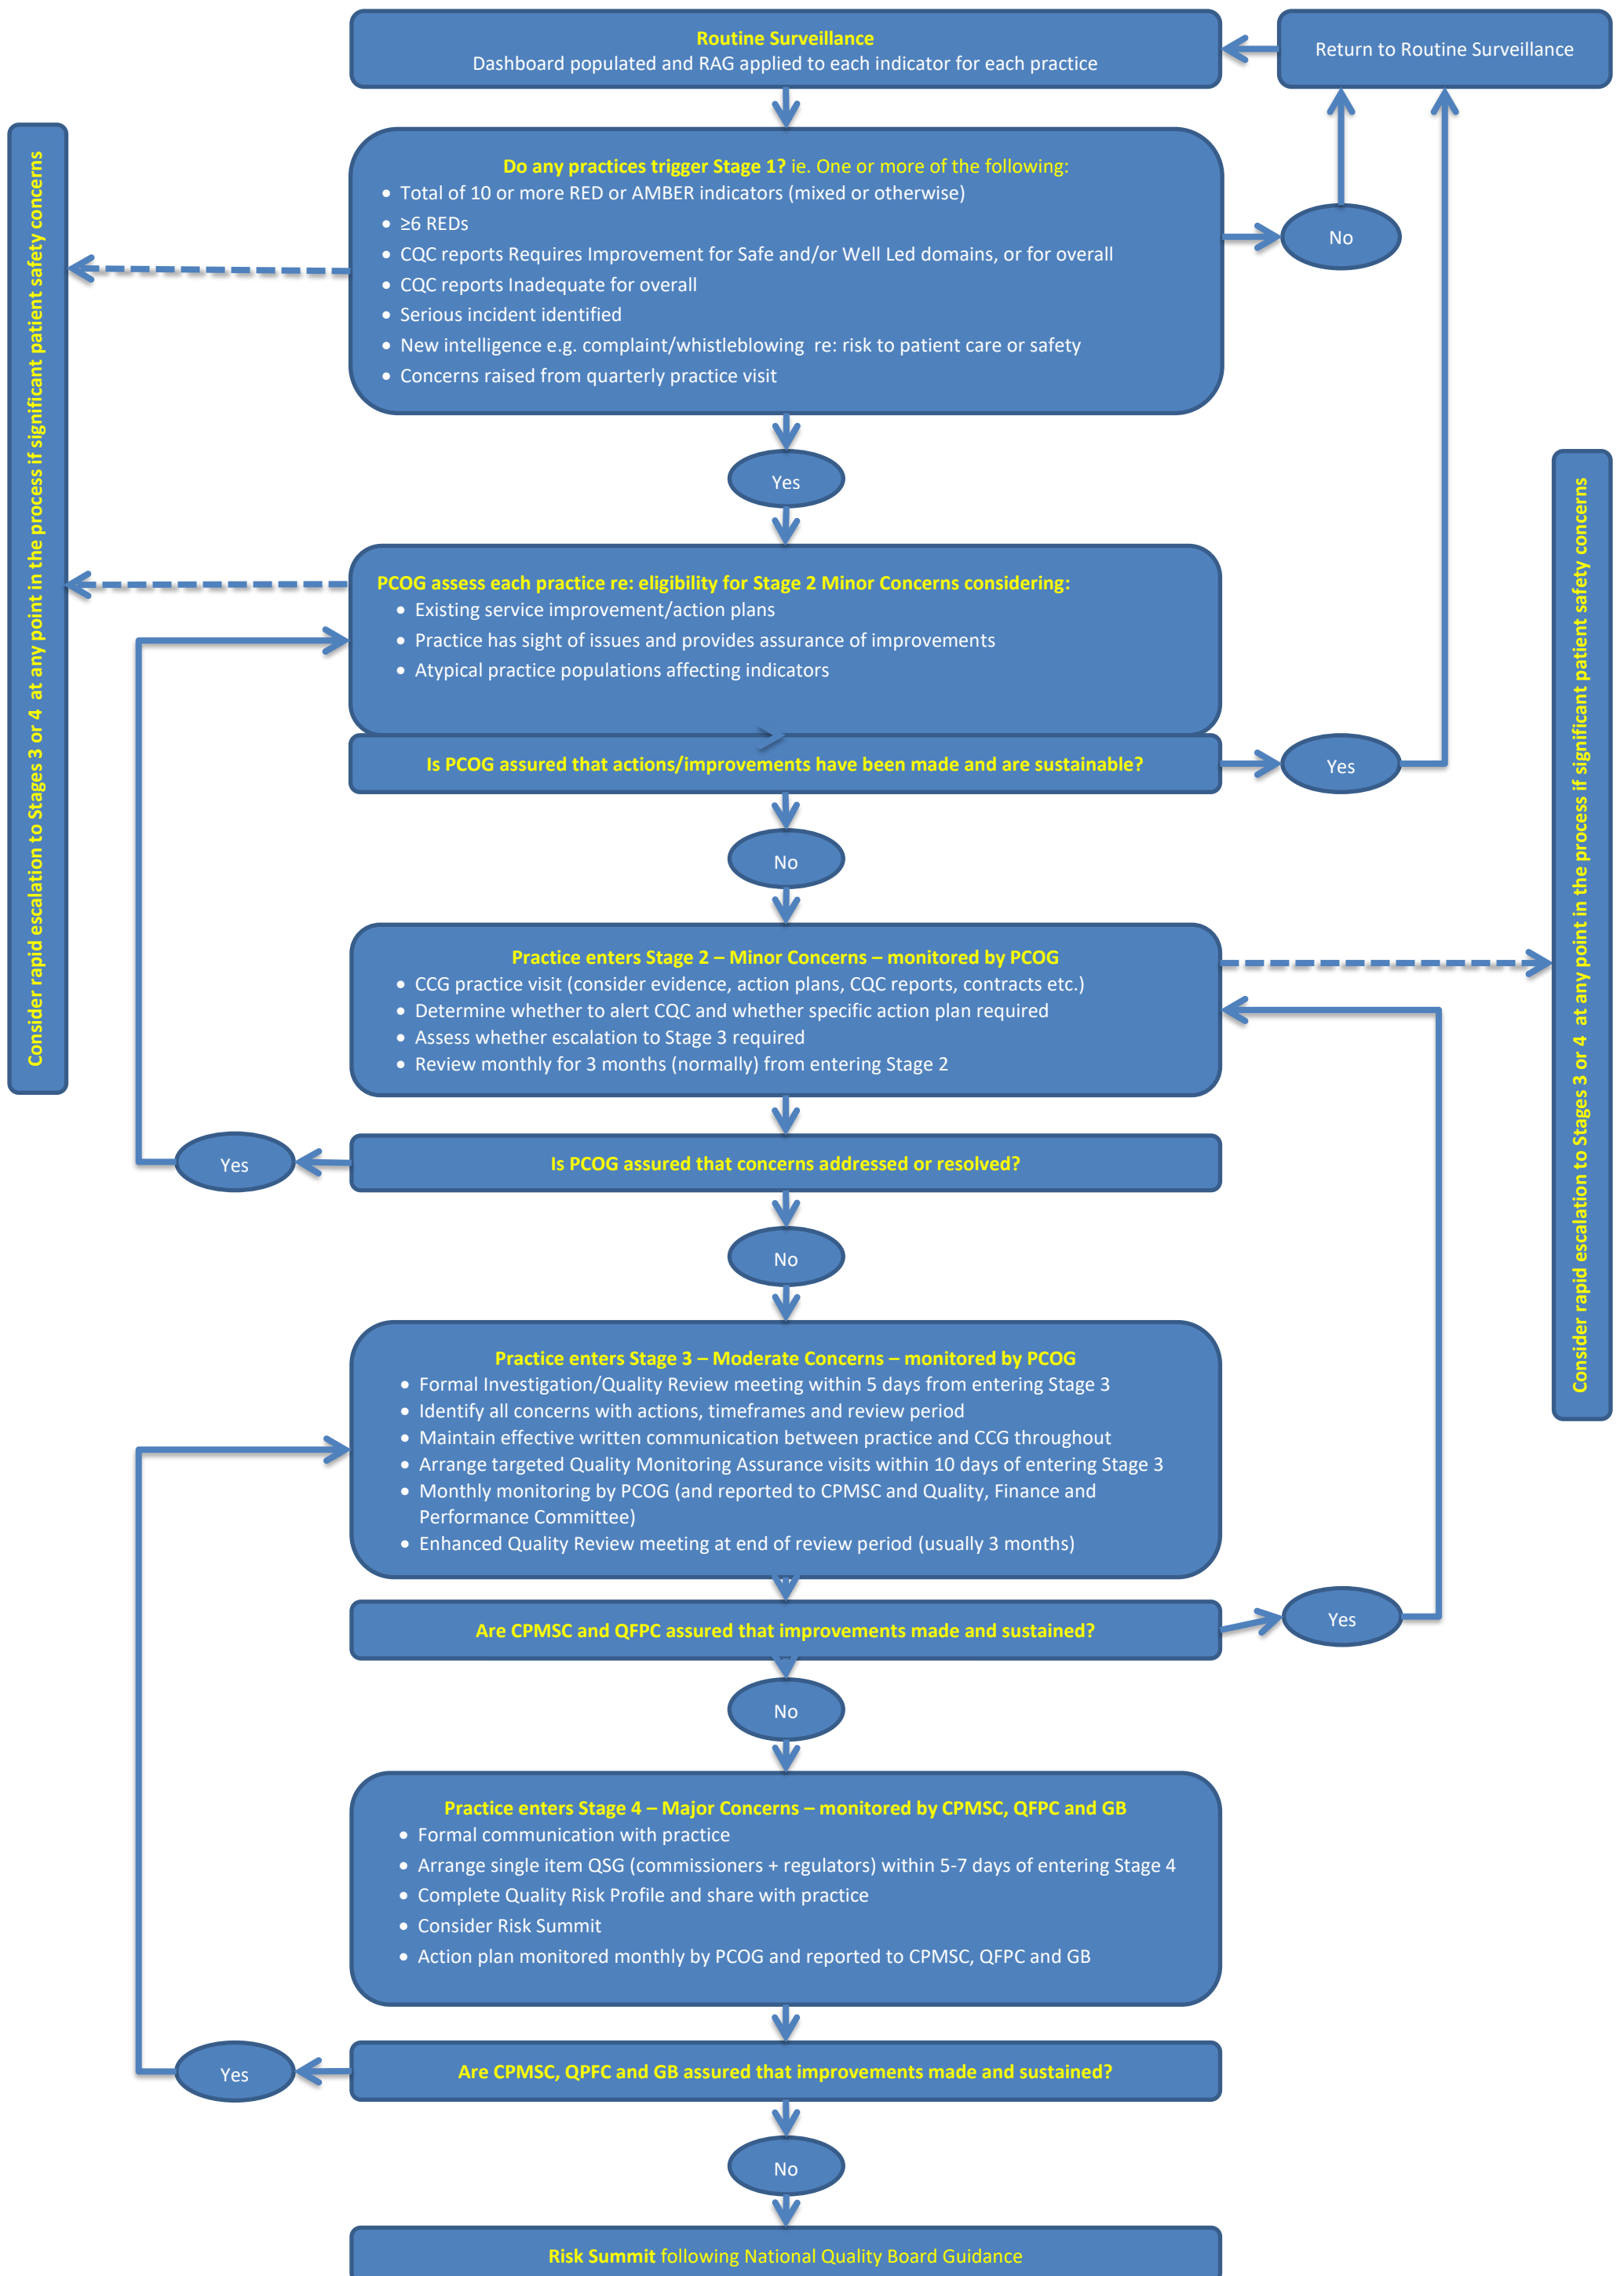 Routine Surveillance
Dashboard populated and RAG applied to each indicator for each practice
Return to Routine Surveillance
Consider rapid escalation to Stages 3 or 4  at any point in the process if significant patient safety concerns
Do any practices trigger Stage 1? ie. One or more of the following:
• Total of 10 or more RED or AMBER indicators (mixed or otherwise)
• ≥6 REDs
• CQC reports Requires Improvement for Safe and/or Well Led domains, or for overall
• CQC reports Inadequate for overall
• Serious incident identified
• New intelligence e.g. complaint/whistleblowing  re: risk to patient care or safety
• Concerns raised from quarterly practice visit
No
Yes
PCOG assess each practice re: eligibility for Stage 2 Minor Concerns considering:
• Existing service improvement/action plans
• Practice has sight of issues and provides assurance of improvements
• Atypical practice populations affecting indicators
Is PCOG assured that actions/improvements have been made and are sustainable?
Yes
No
Consider rapid escalation to Stages 3 or 4  at any point in the process if significant patient safety concerns
Practice enters Stage 2 – Minor Concerns – monitored by PCOG
• CCG practice visit (consider evidence, action plans, CQC reports, contracts etc.)
• Determine whether to alert CQC and whether specific action plan required
• Assess whether escalation to Stage 3 required
• Review monthly for 3 months (normally) from entering Stage 2
Yes
Is PCOG assured that concerns addressed or resolved?
No
Practice enters Stage 3 – Moderate Concerns – monitored by PCOG
• Formal Investigation/Quality Review meeting within 5 days from entering Stage 3
• Identify all concerns with actions, timeframes and review period
• Maintain effective written communication between practice and CCG throughout
• Arrange targeted Quality Monitoring Assurance visits within 10 days of entering Stage 3
• Monthly monitoring by PCOG (and reported to CPMSC and Quality, Finance and
Performance Committee)
• Enhanced Quality Review meeting at end of review period (usually 3 months)
Are CPMSC and QFPC assured that improvements made and sustained?
Yes
No
Practice enters Stage 4 – Major Concerns – monitored by CPMSC, QFPC and GB
• Formal communication with practice
• Arrange single item QSG (commissioners + regulators) within 5-7 days of entering Stage 4
• Complete Quality Risk Profile and share with practice
• Consider Risk Summit
• Action plan monitored monthly by PCOG and reported to CPMSC, QFPC and GB
Yes
Are CPMSC, QPFC and GB assured that improvements made and sustained?
No
Risk Summit following National Quality Board Guidance